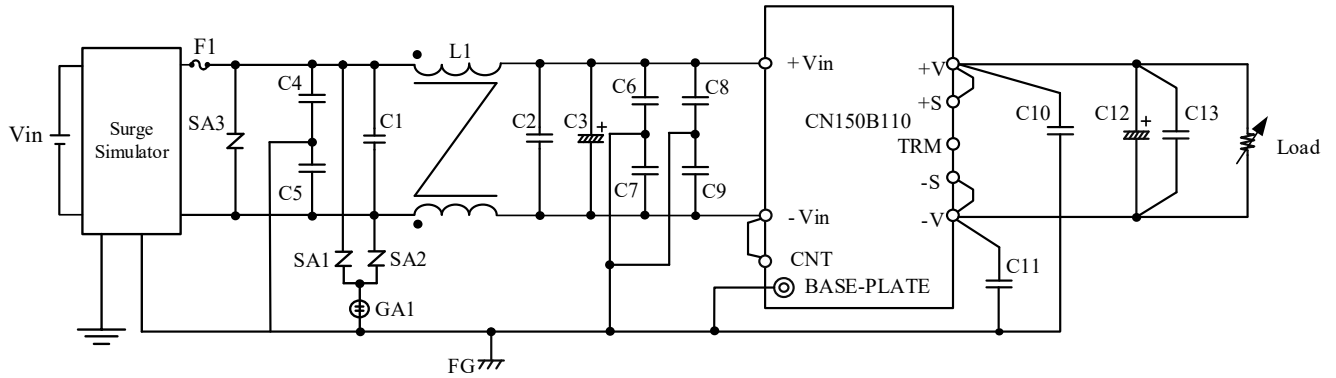 F1
L1
Vin
Surge
Simulator
SA3
C4
C5
C1
C2
C3
+
C6
C7
C8
C9
+Vin
-Vin
CNT
BASE-PLATE
CN150B110
+V
+S
TRM
-S
-V
C10
C11
C12
+
C13
Load
SA1
SA2
GA1
FG